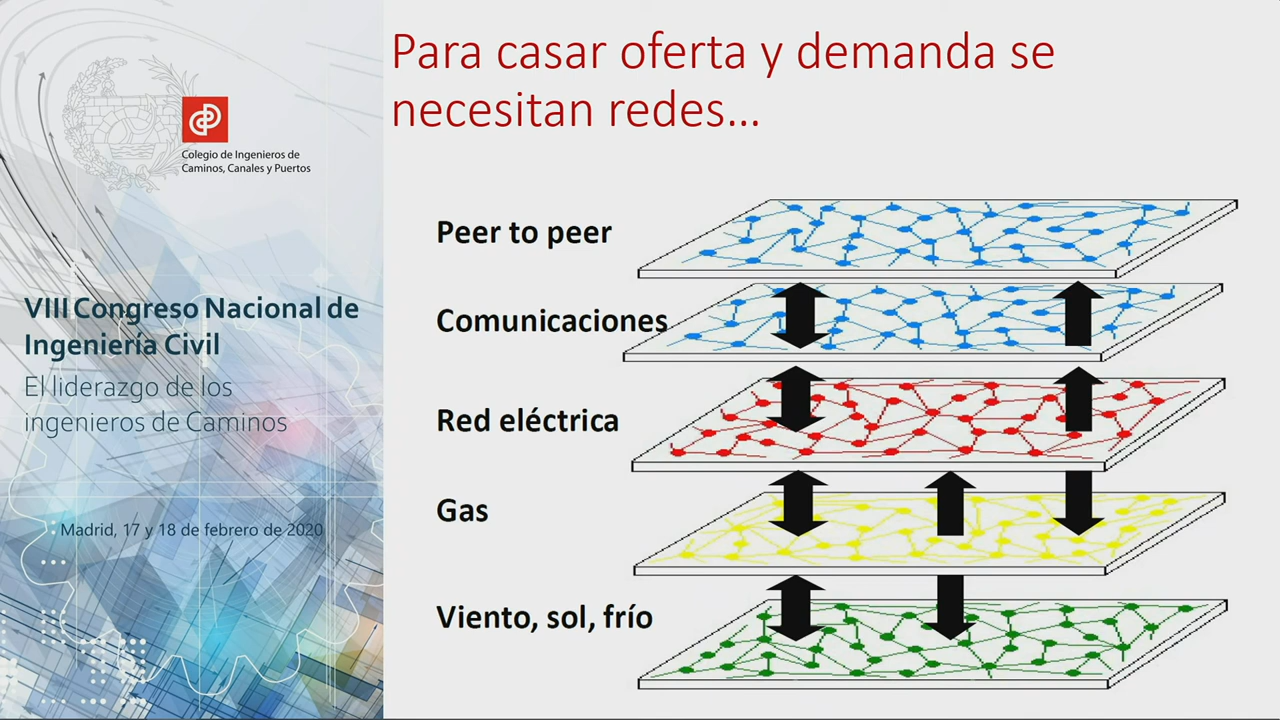 Para casar oferta y demanda se
necesitan redes...
Colegio de Ingenieros de
Caminos, Canales y Puertos
VIII Congreso Nacional de
Ingeniería Civil
El liderazgo de los
ingenieros de Caminos
Madrid, 17 y 18 de febrero de 2020
Peer to peer
Comunicaciones
Red eléctrica
Gas
Viento, sol, frío